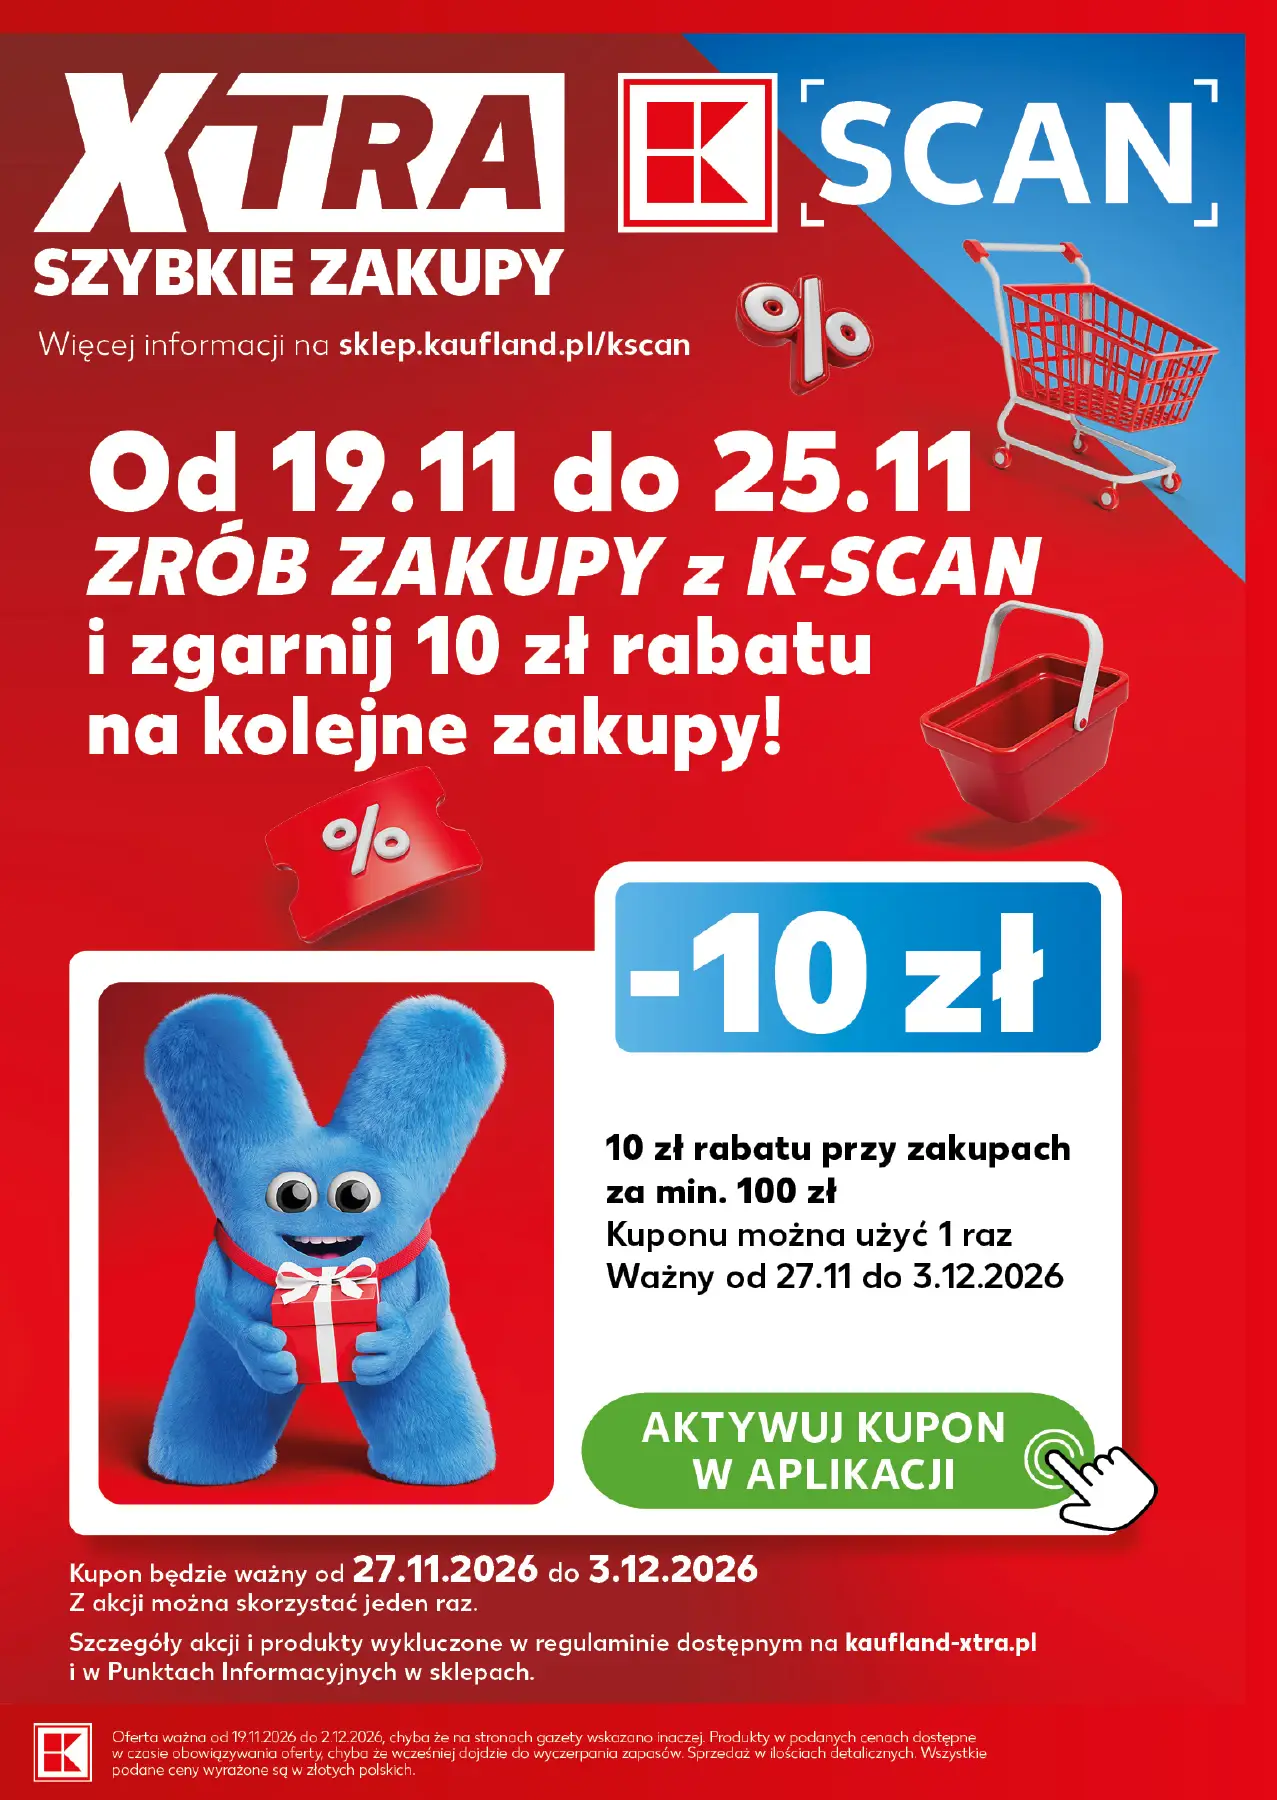 XTRA
K SCAN
SZYBKIE ZAKUPY
Więcej informacji na sklep.kaufland.pl/kscan
%
Od 19.11 do 25.11
ZRÓB ZAKUPY z K-SCAN
i zgarnij 10 zł rabatu
na kolejne zakupy!
%
-10 zł
10 zł rabatu przy zakupach
za min. 100 zł
Kuponu można użyć 1 raz
Ważny od 27.11 do 3.12.2026
AKTYWUJ KUPON
W APLIKACJI
Kupon będzie ważny od 27.11.2026 do 3.12.2026
Z akcji można skorzystać jeden raz.
Szczegóły akcji i produkty wykluczone w regulaminie dostępnym na kaufland-xtra.pl
i w Punktach Informacyjnych w sklepach.
K
Oferta ważna od 19.11.2026 do 2.12.2026, chyba że na stronach gazety wskazano inaczej. Produkty w podanych cenach dostępne
w czasie obowiązywania oferty, chyba że wcześniej dojdzie do wyczerpania zapasów. Sprzedaż w ilościach detalicznych. Wszystkie
podane ceny wyrażone są w złotych polskich.